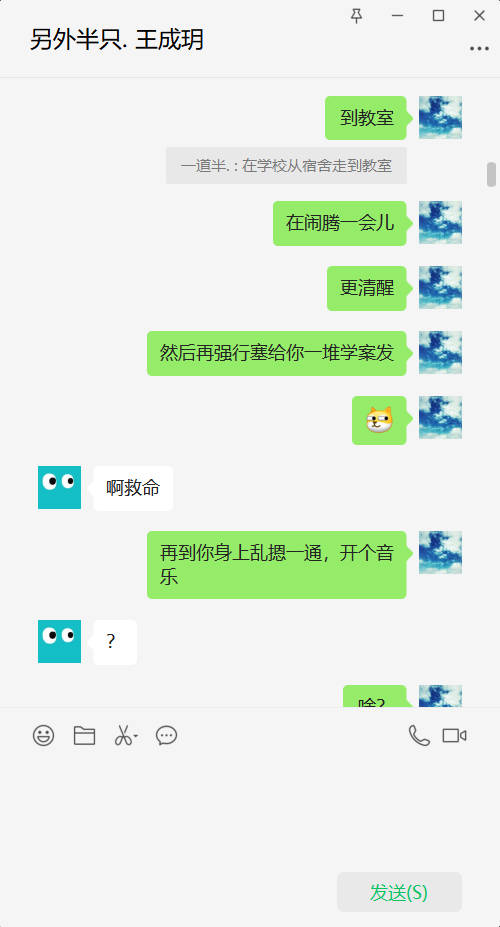 另外半只. 王成玥
到教室
一道半. : 在学校从宿舍走到教室
在闹腾一会儿
更清醒
然后再强行塞给你一堆学案发
啊救命
再到你身上乱摁一通，开个音
乐
？
啥?
发送(S)